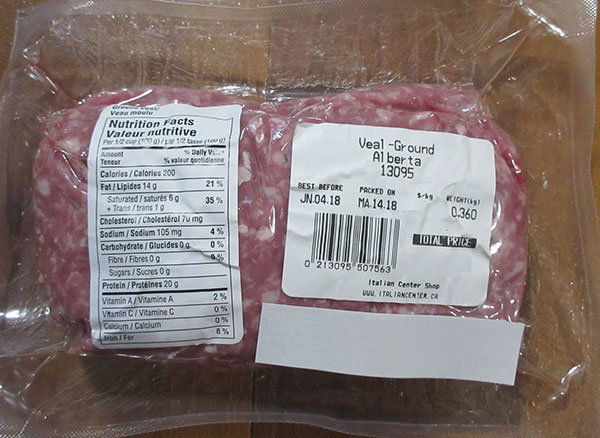 Ground Veal/
Veau moulu
Nutrition Facts
Valeur nutritive
Per 1/2 cup (100 g) / par 1/2 tasse (100 g)
Amount % Daily
Teneur % valeur quotidienne
Calories / Calories 200
Fat / Lipides 14 g 21 %
Saturated / saturés 6 g 35 %
+ Trans / trans 1 g
Cholesterol / Cholestérol 70 mg
Sodium / Sodium 105 mg 4 %
Carbohydrate / Glucides 0 g 0 %
Fibre / Fibres 0 g 0 %
Sugars / Sucres 0 g
Protein / Protéines 20 g
Vitamin A / Vitamine A 2 %
Vitamin C / Vitamine C 0 %
Calcium / Calcium 0 %
Iron / Fer 8 %
Veal -Ground
Alberta
13095
BEST BEFORE PACKED ON $/kg WEIGHT(kg)
JN.04.18 MA.14.18 0.360
TOTAL PRICE
0 213095 507563
Italian Center Shop
WWW.ITALIANCENTER.CA